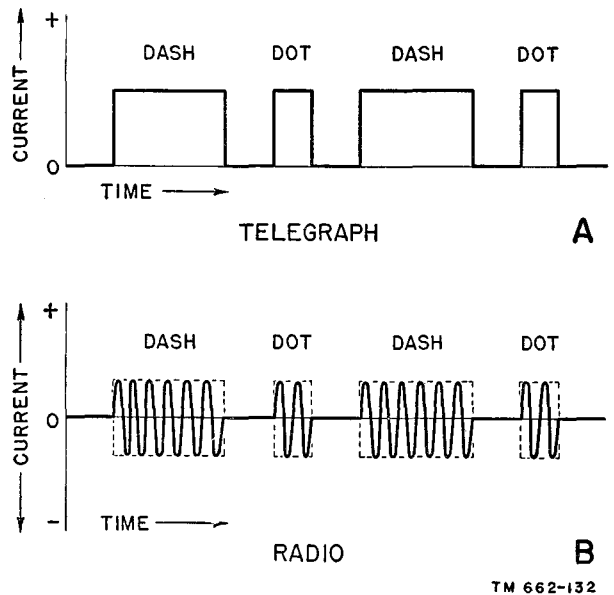 +
CURRENT
0
DASH DOT DASH DOT
TIME
TELEGRAPH A
+
CURRENT
0
-
DASH DOT DASH DOT
TIME
RADIO B
TM 662-132